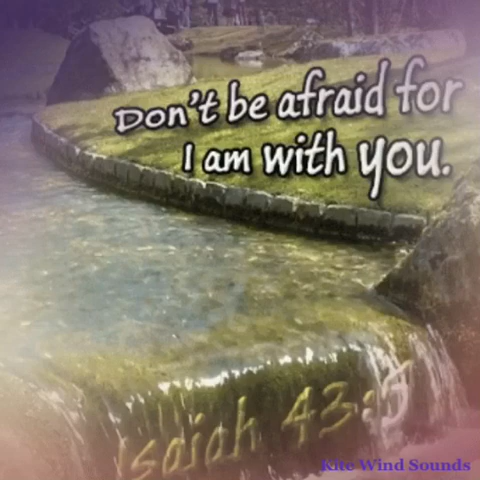 Don't be afraid for
I am with you.
Isaiah 43:5
Kite Wind Sounds